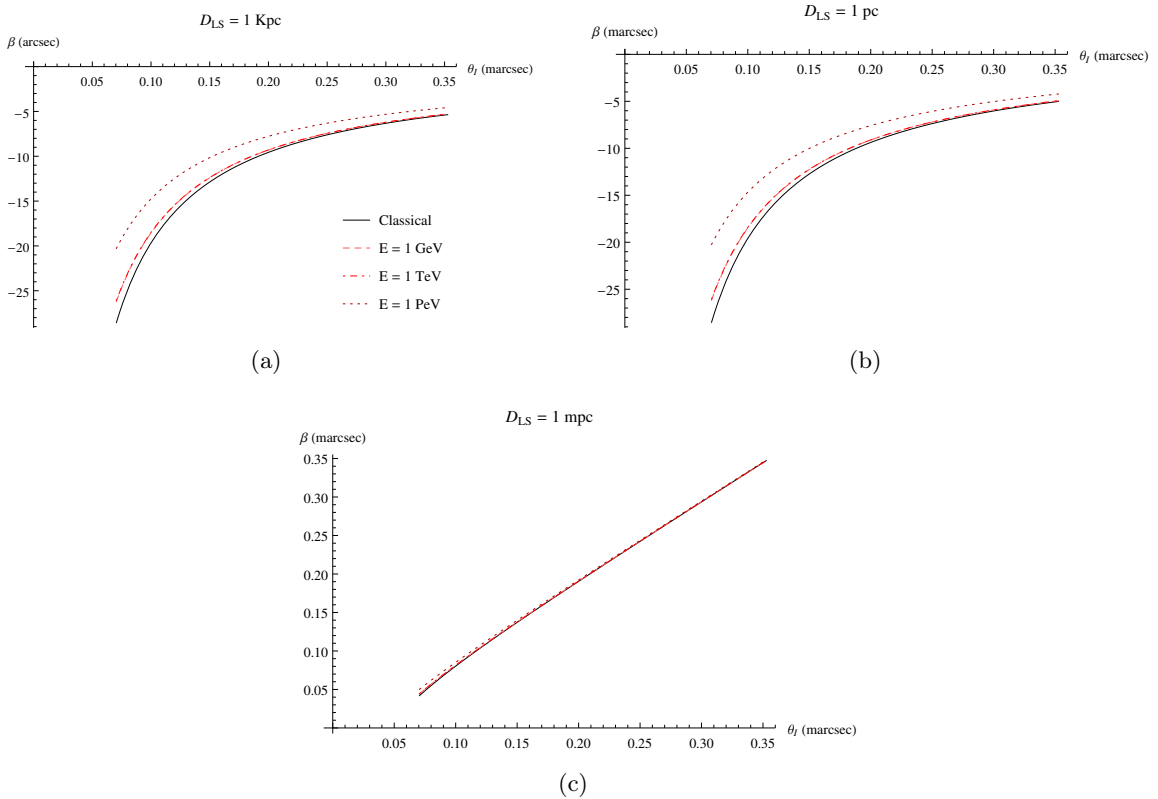 D_LS = 1 Kpc
β (arcsec)
θ_I (marcsec)
0.05 0.10 0.15 0.20 0.25 0.30 0.35
−5
−10
−15
−20
−25
Classical
E = 1 GeV
E = 1 TeV
E = 1 PeV
(a)
D_LS = 1 pc
β (marcsec)
θ_I (marcsec)
0.05 0.10 0.15 0.20 0.25 0.30 0.35
−5
−10
−15
−20
−25
(b)
D_LS = 1 mpc
β (marcsec)
0.35
0.30
0.25
0.20
0.15
0.10
0.05
θ_I (marcsec)
0.05 0.10 0.15 0.20 0.25 0.30 0.35
(c)